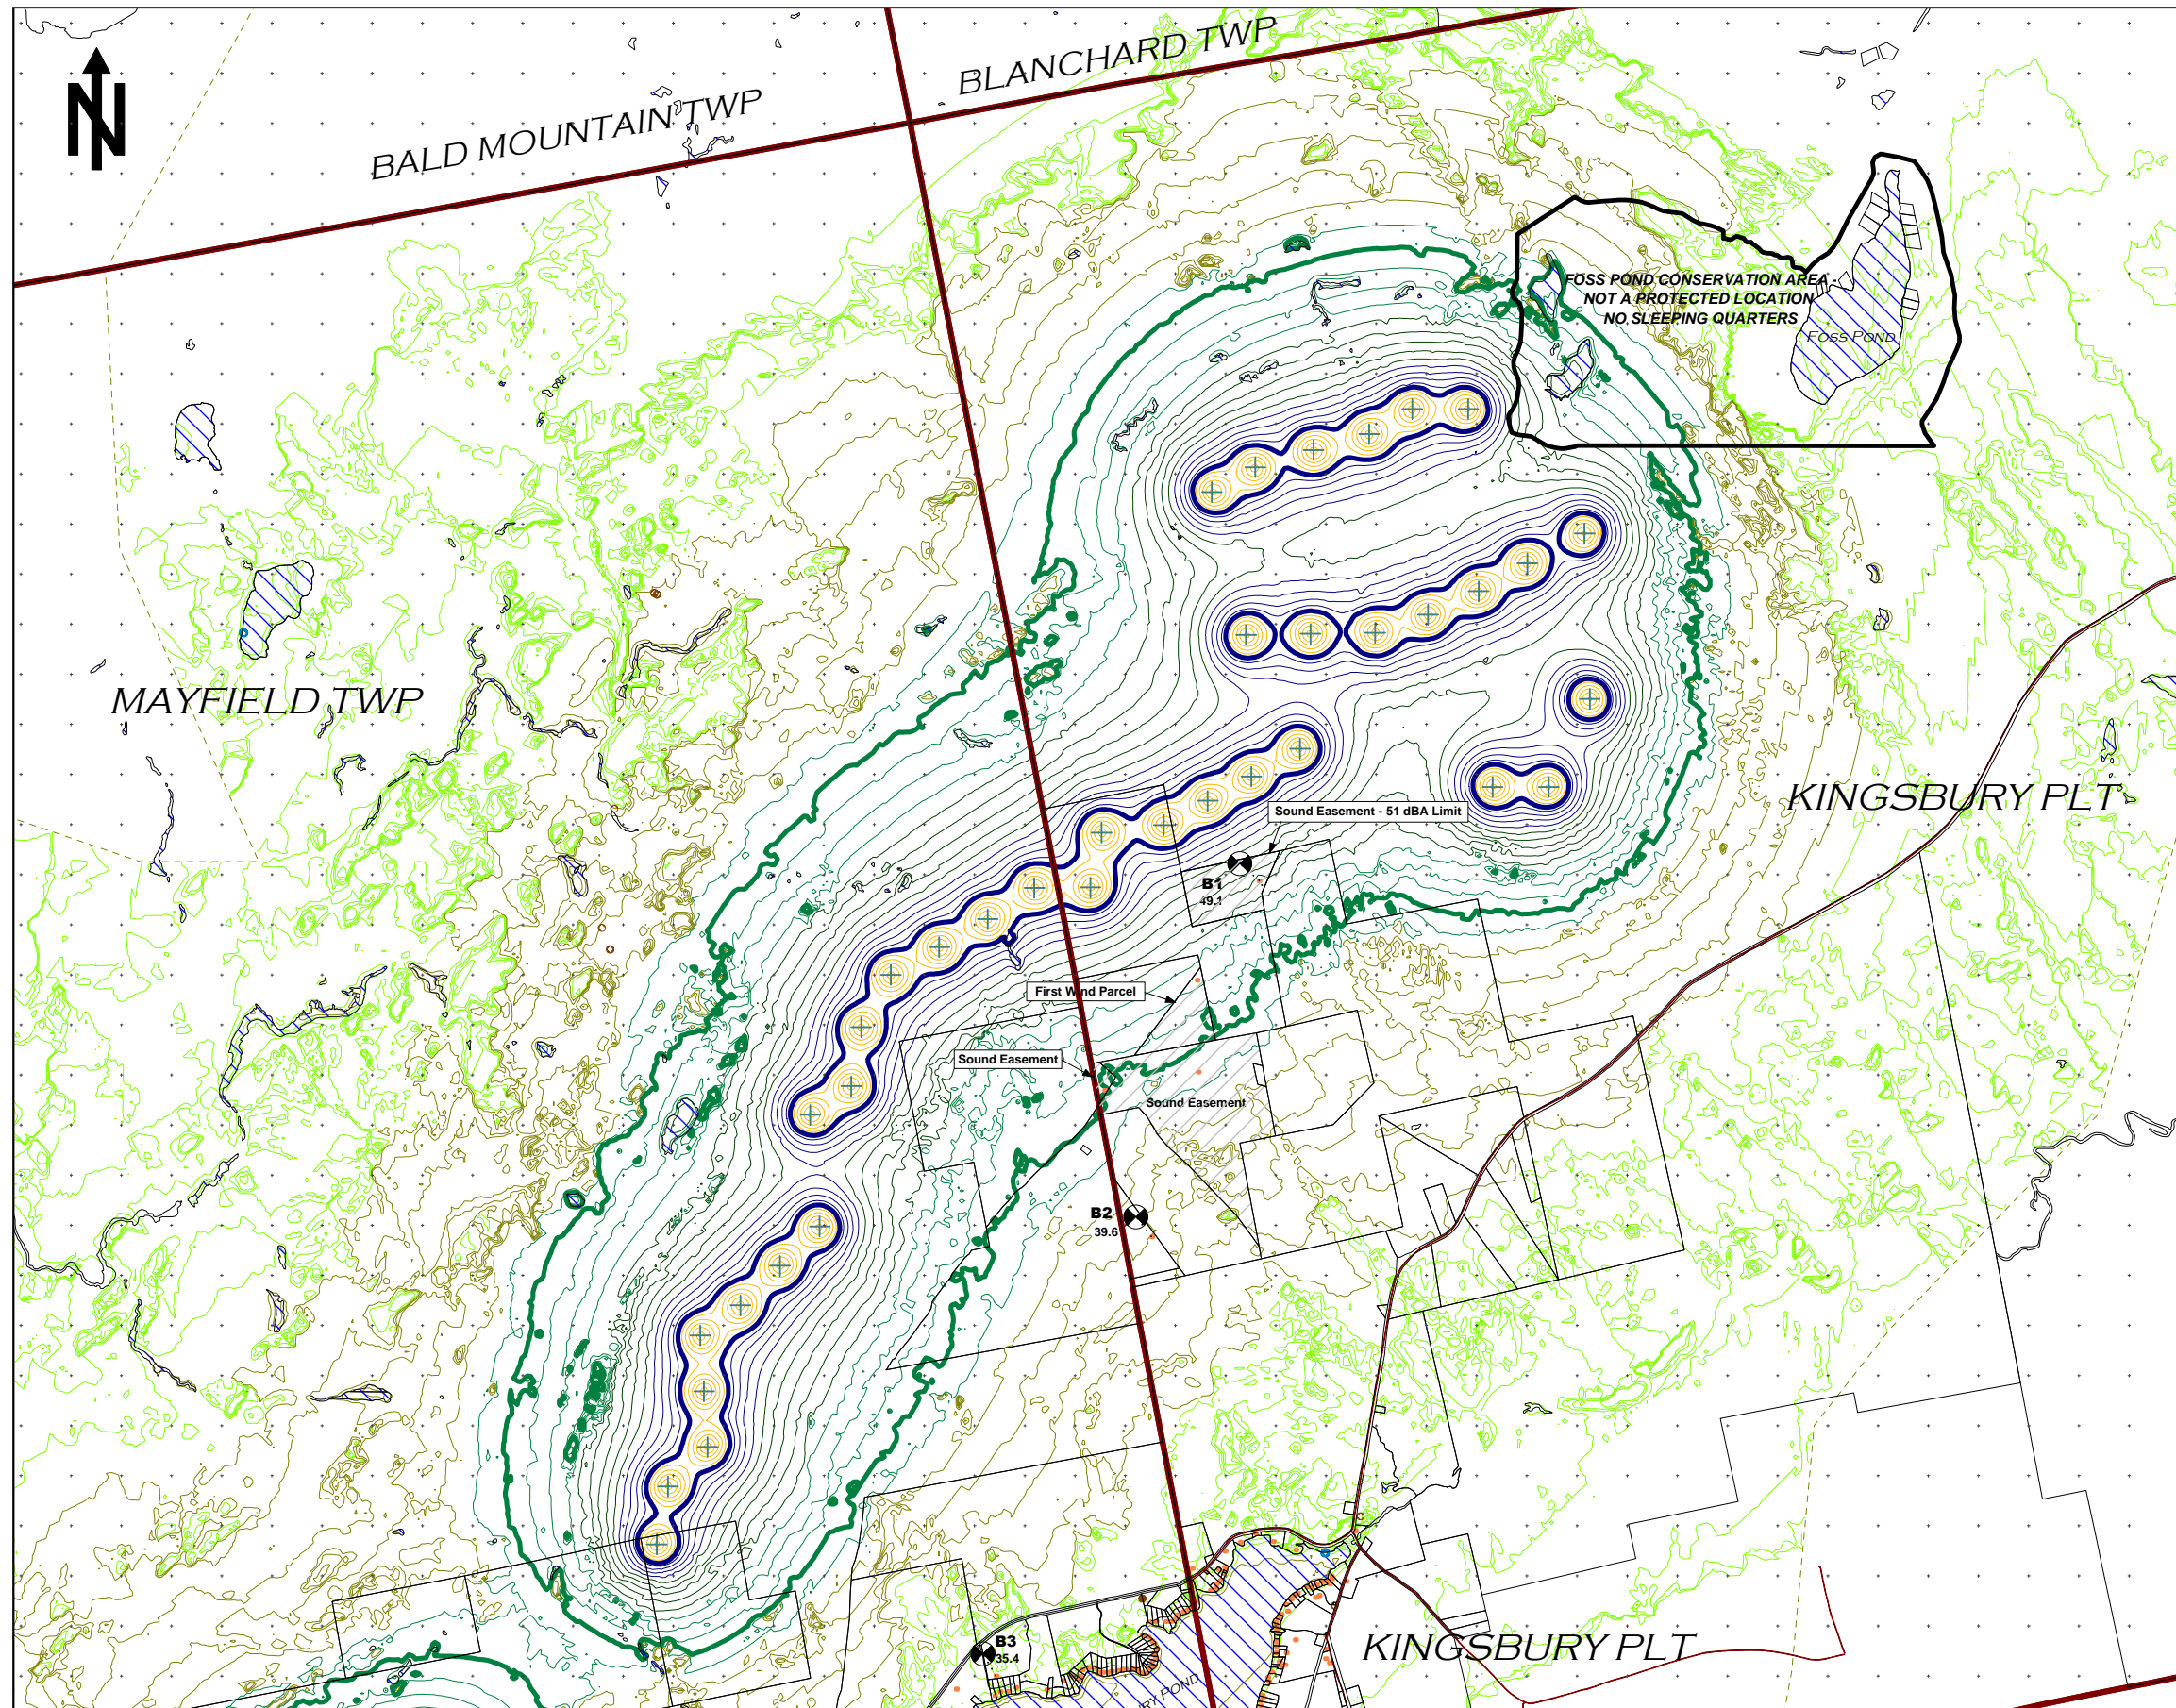 N
BALD MOUNTAIN TWP
BLANCHARD TWP
FOSS POND CONSERVATION AREA
NOT A PROTECTED LOCATION
NO SLEEPING QUARTERS
FOSS POND
MAYFIELD TWP
KINGSBURY PLT
Sound Easement - 51 dBA Limit
B1
49.1
First Wind Parcel
Sound Easement
Sound Easement
B2
39.6
B3
35.4
KINGSBURY PLT
POND